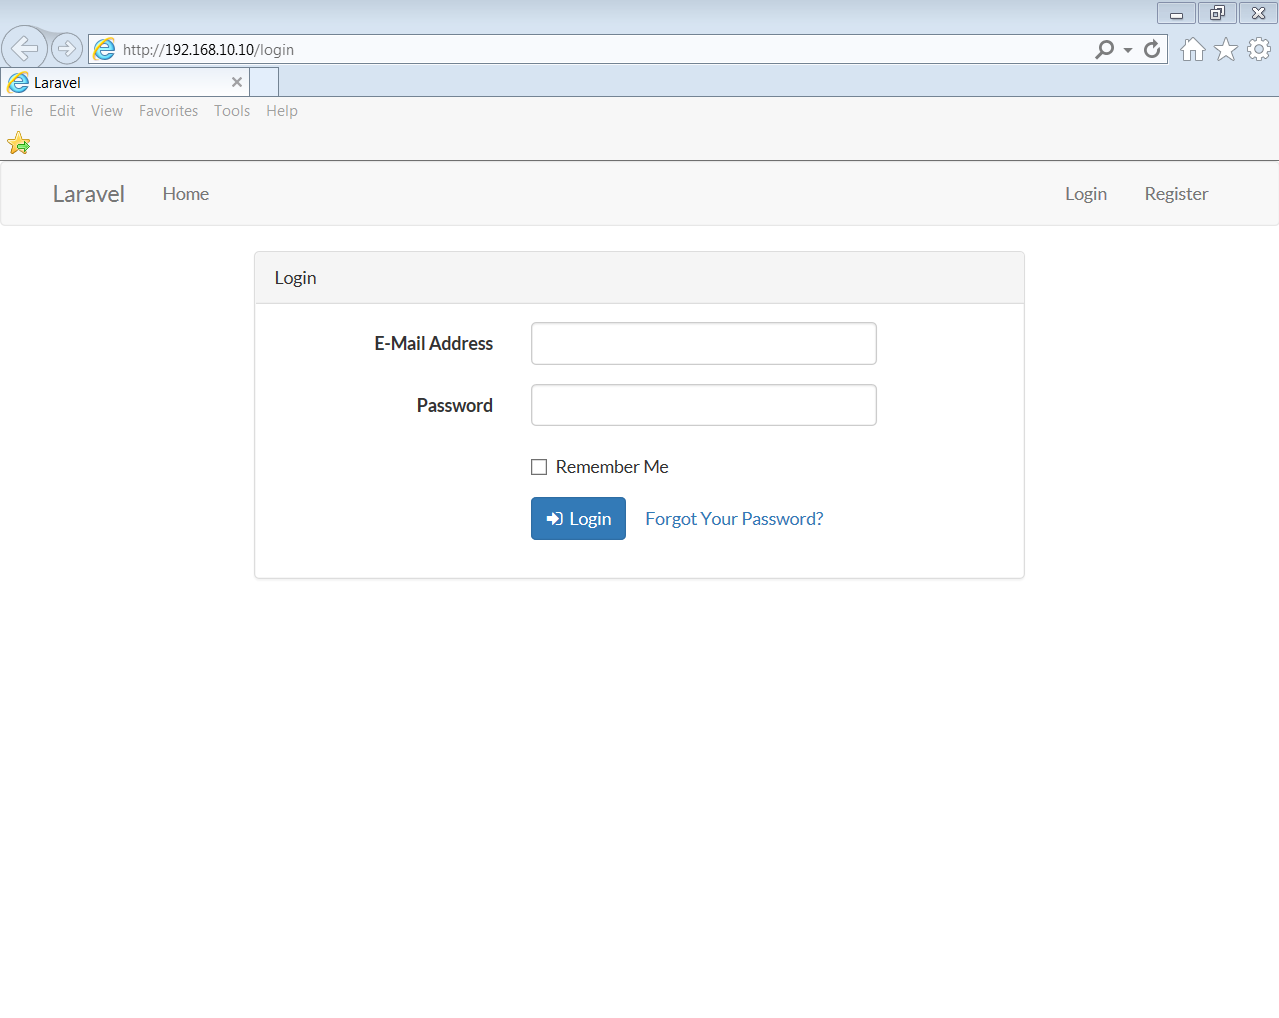 http://192.168.10.10/login
Laravel
File Edit View Favorites Tools Help
Laravel Home Login Register
Login
E-Mail Address
Password
Remember Me
Login Forgot Your Password?